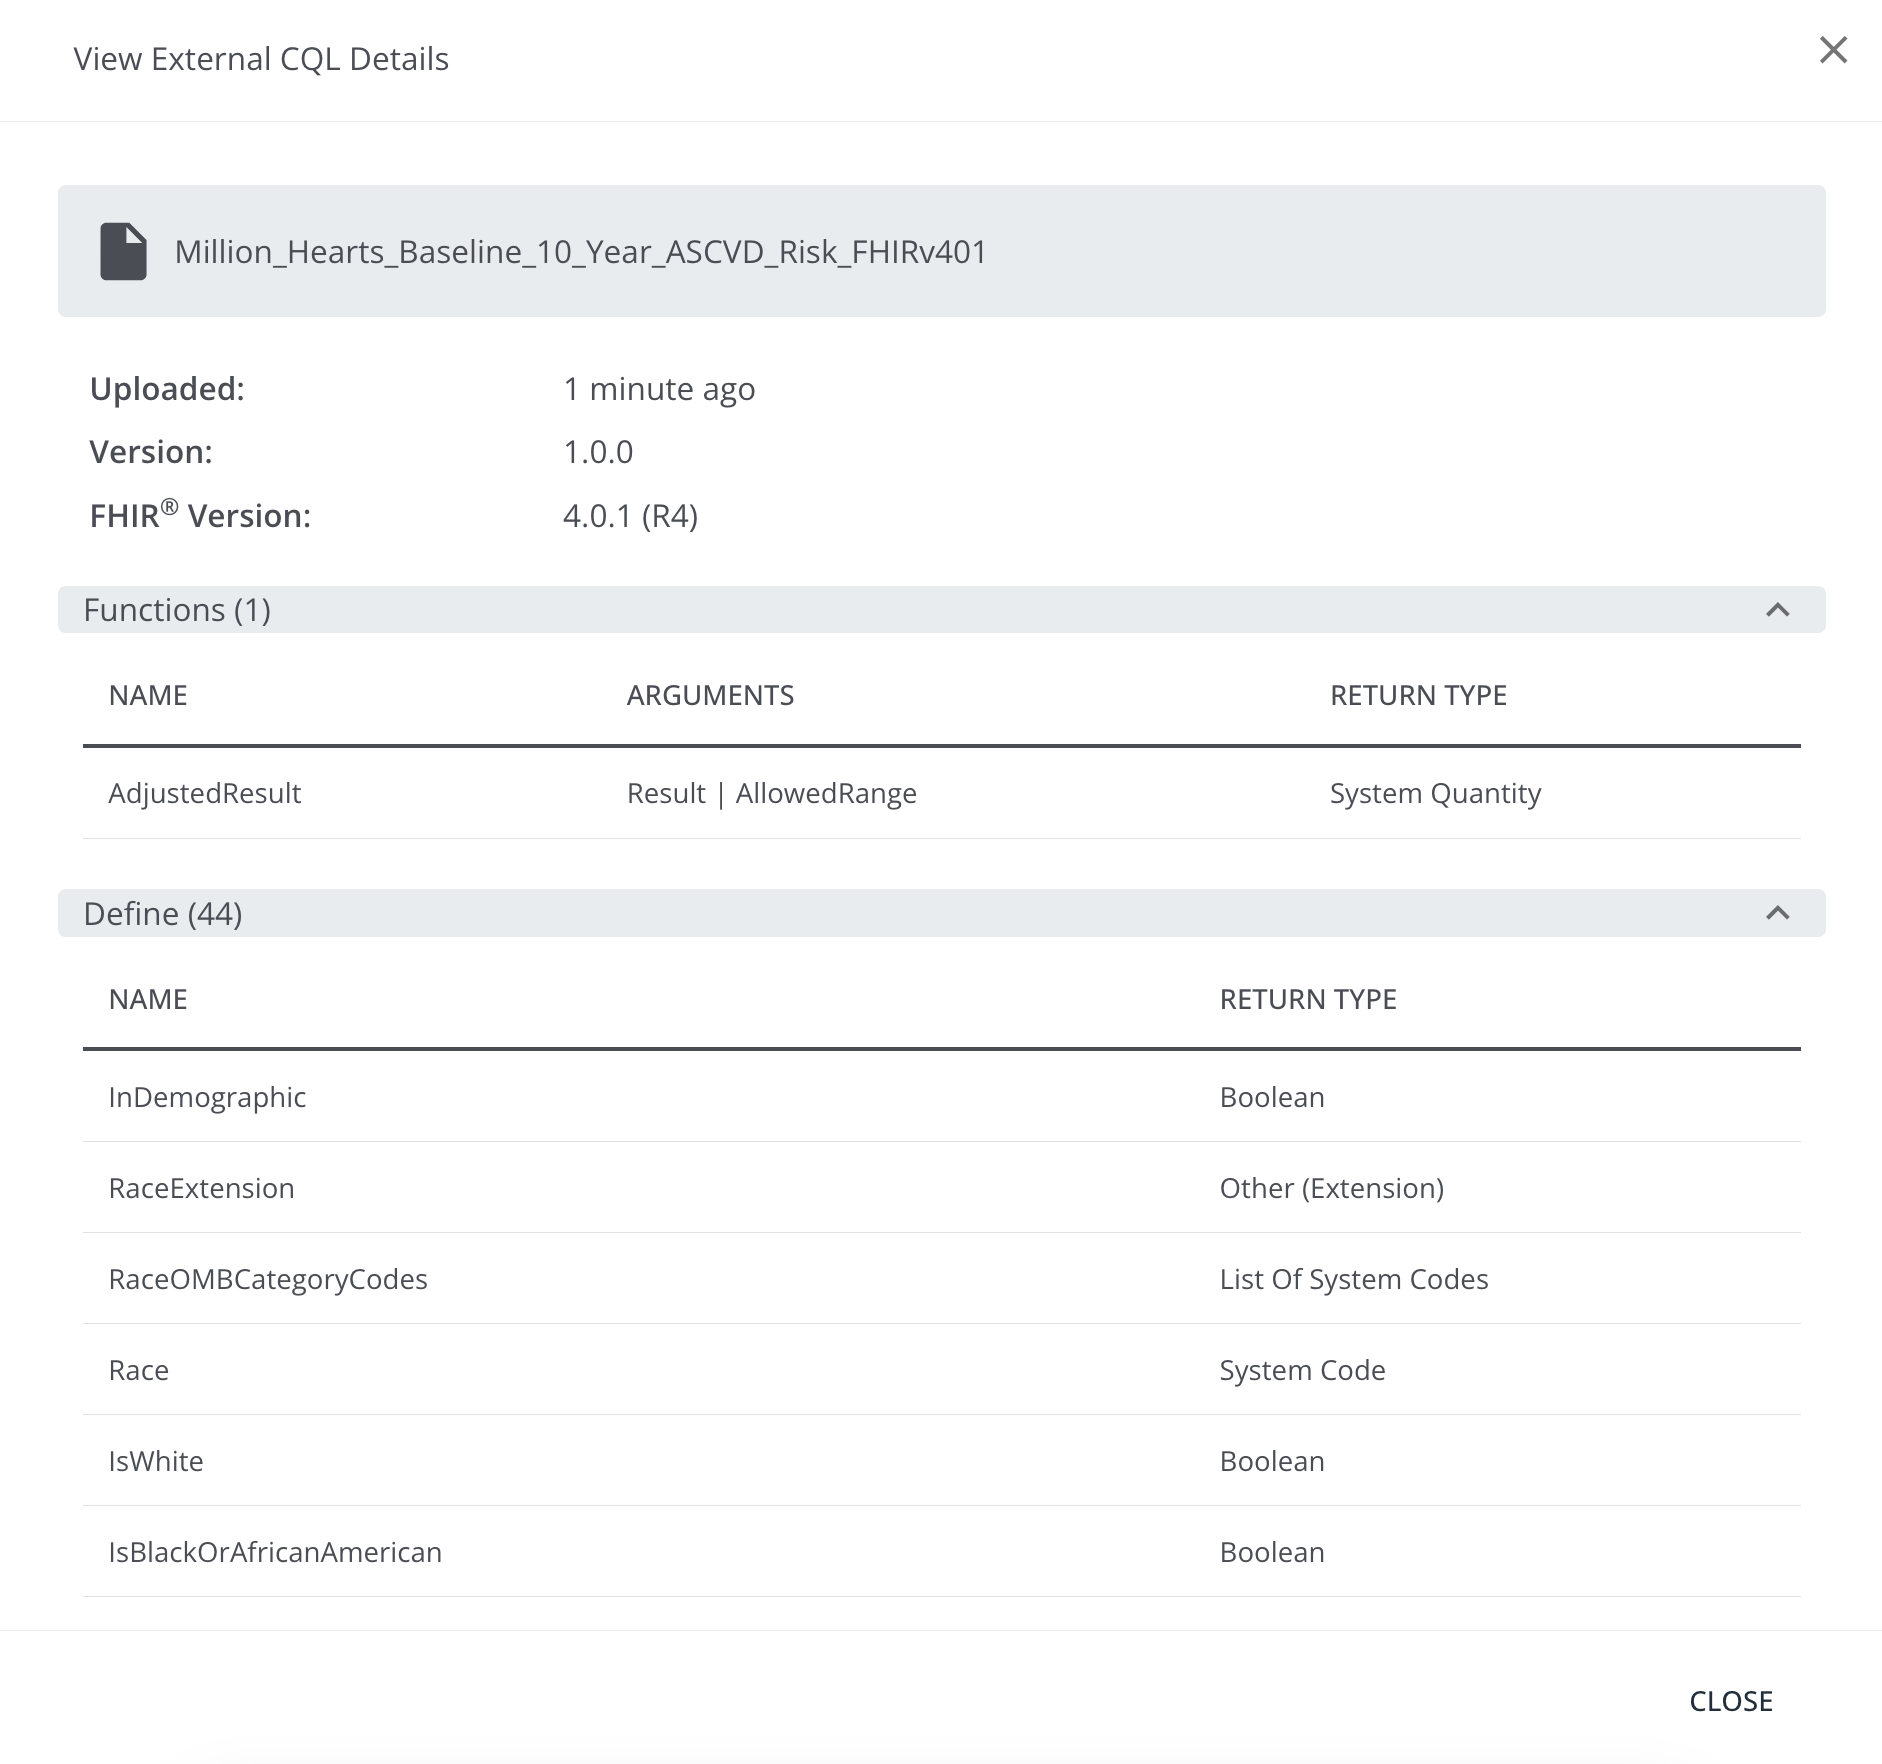 View External CQL Details
Million_Hearts_Baseline_10_Year_ASCVD_Risk_FHIRv401
Uploaded: 1 minute ago
Version: 1.0.0
FHIR® Version: 4.0.1 (R4)
Functions (1)
NAME ARGUMENTS RETURN TYPE
AdjustedResult Result | AllowedRange System Quantity
Define (44)
NAME RETURN TYPE
InDemographic Boolean
RaceExtension Other (Extension)
RaceOMBCategoryCodes List Of System Codes
Race System Code
IsWhite Boolean
IsBlackOrAfricanAmerican Boolean
CLOSE